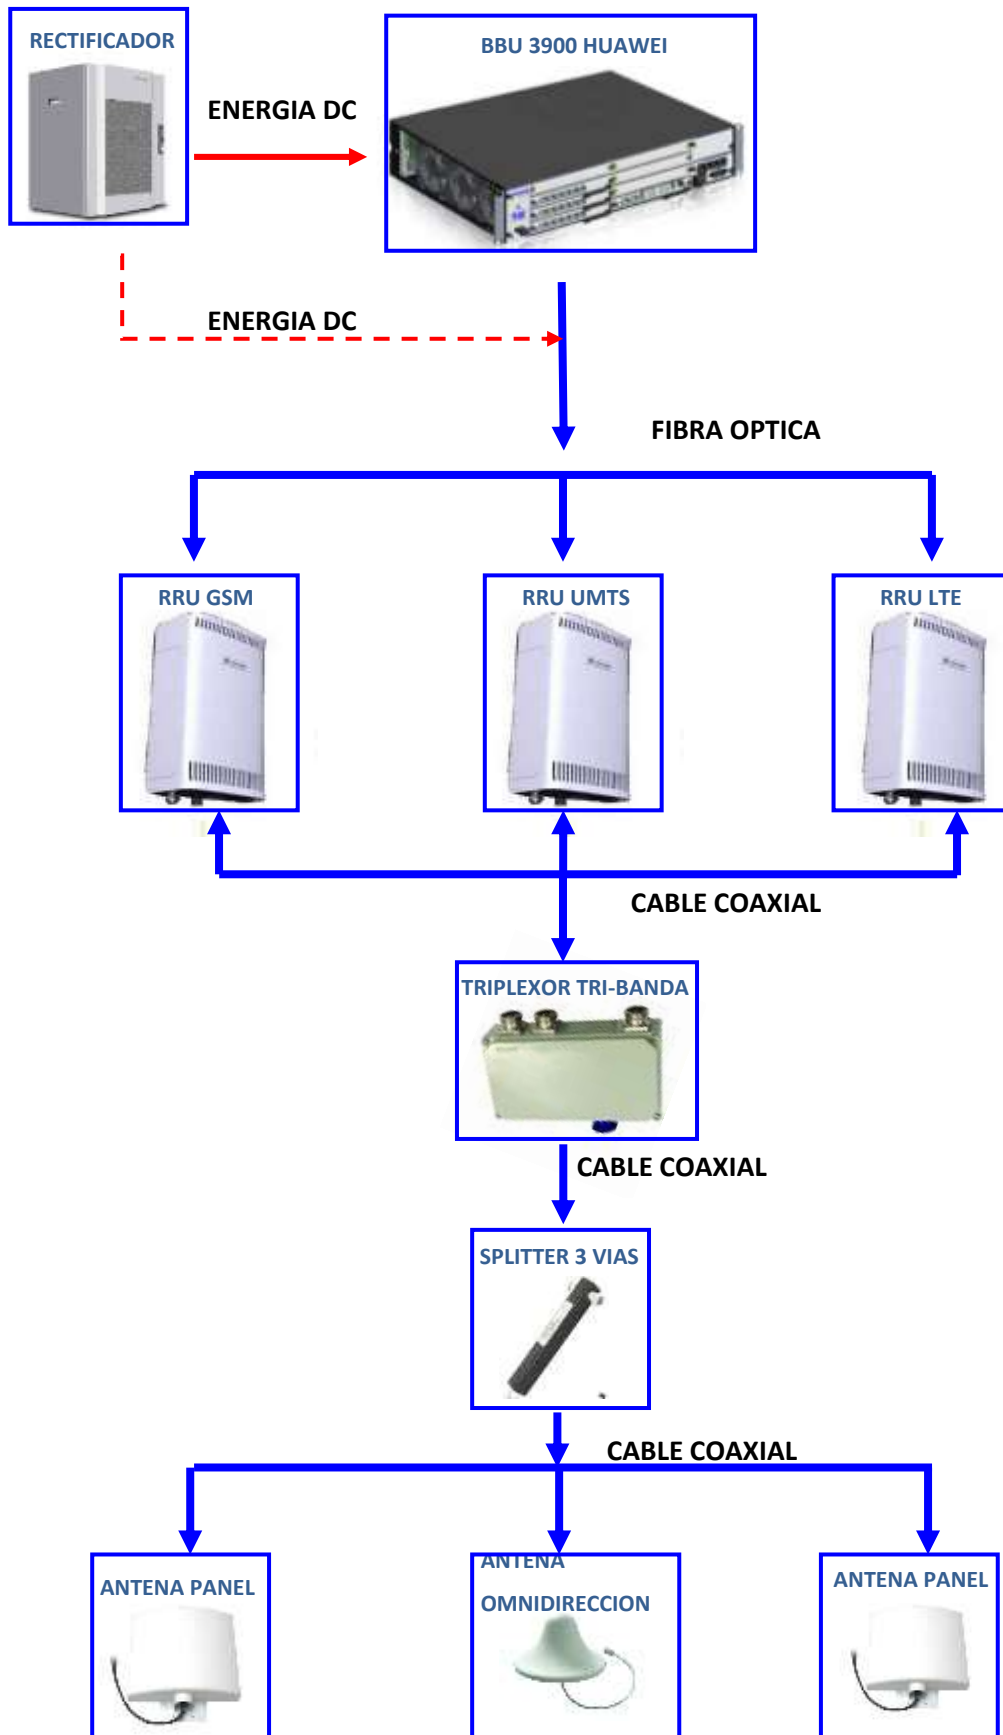 RECTIFICADOR
BBU 3900 HUAWEI
ENERGIA DC
ENERGIA DC
FIBRA OPTICA
RRU GSM
RRU UMTS
RRU LTE
CABLE COAXIAL
TRIPLEXOR TRI-BANDA
CABLE COAXIAL
SPLITTER 3 VIAS
CABLE COAXIAL
ANTENA PANEL
ANTENA
OMNIDIRECCION
ANTENA PANEL